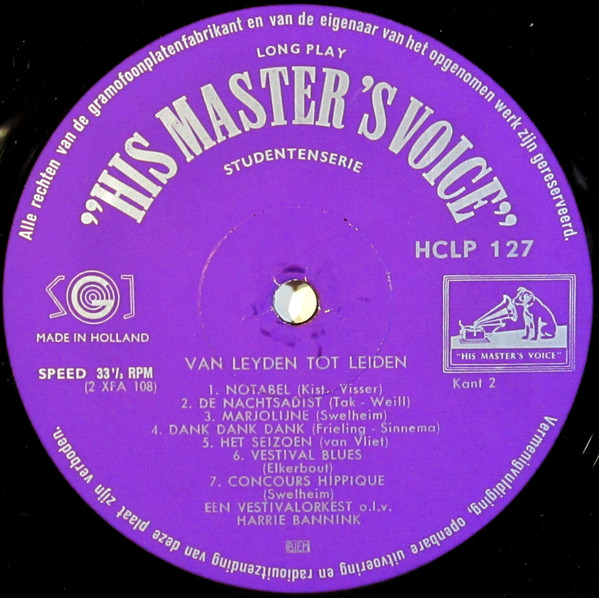 Alle rechten van de gramofoonplatenfabrikant en van de eigenaar van het opgenomen werk zijn gereserveerd.
LONG PLAY
"HIS MASTER'S VOICE"
STUDENTENSERIE
HCLP 127
MADE IN HOLLAND
"HIS MASTER'S VOICE"
SPEED 33⅓ RPM
(2 XFA 108)
Kant 2
VAN LEYDEN TOT LEIDEN
1. NOTABEL (Kist - Visser)
2. DE NACHTSADIST (Tak - Weill)
3. MARJOLIJNE (Swelheim)
4. DANK DANK DANK (Frieling - Sinnema)
5. HET SEIZOEN (van Vliet)
6. VESTIVAL BLUES
(Elkerbout)
7. CONCOURS HIPPIQUE
(Swelheim)
EEN VESTIVALORKEST o.l.v.
HARRIE BANNINK
BIEM
Vermenigvuldiging, openbare uitvoering en radiouitzending van deze plaat zijn verboden.